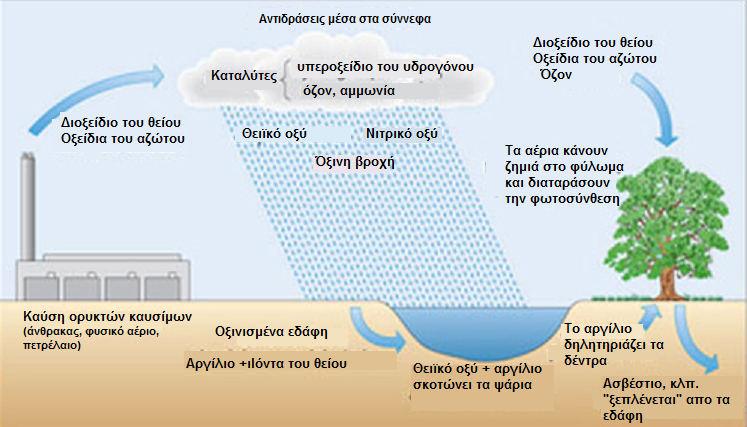 Αντιδράσεις μέσα στα σύννεφα
Καταλύτες
υπεροξείδιο του υδρογόνου
όζον, αμμωνία
Διοξείδιο του θείου
Οξείδια του αζώτου
Διοξείδιο του θείου
Οξείδια του αζώτου
Όζον
Θειϊκό οξύ
Νιτρικό οξύ
Όξινη βροχή
Τα αέρια κάνουν
ζημιά στο φύλωμα
και διαταράσουν
την φωτοσύνθεση
Καύση ορυκτών καυσίμων
(άνθρακας, φυσικό αέριο,
πετρέλαιο)
Οξινισμένα εδάφη
Αργίλιο +ιλόντα του θείου
Θειϊκό οξύ + αργίλιο
σκοτώνει τα ψάρια
Το αργίλιο
δηλητηριάζει τα
δέντρα
Ασβέστιο, κλπ.
"ξεπλένεται" απο τα
εδάφη